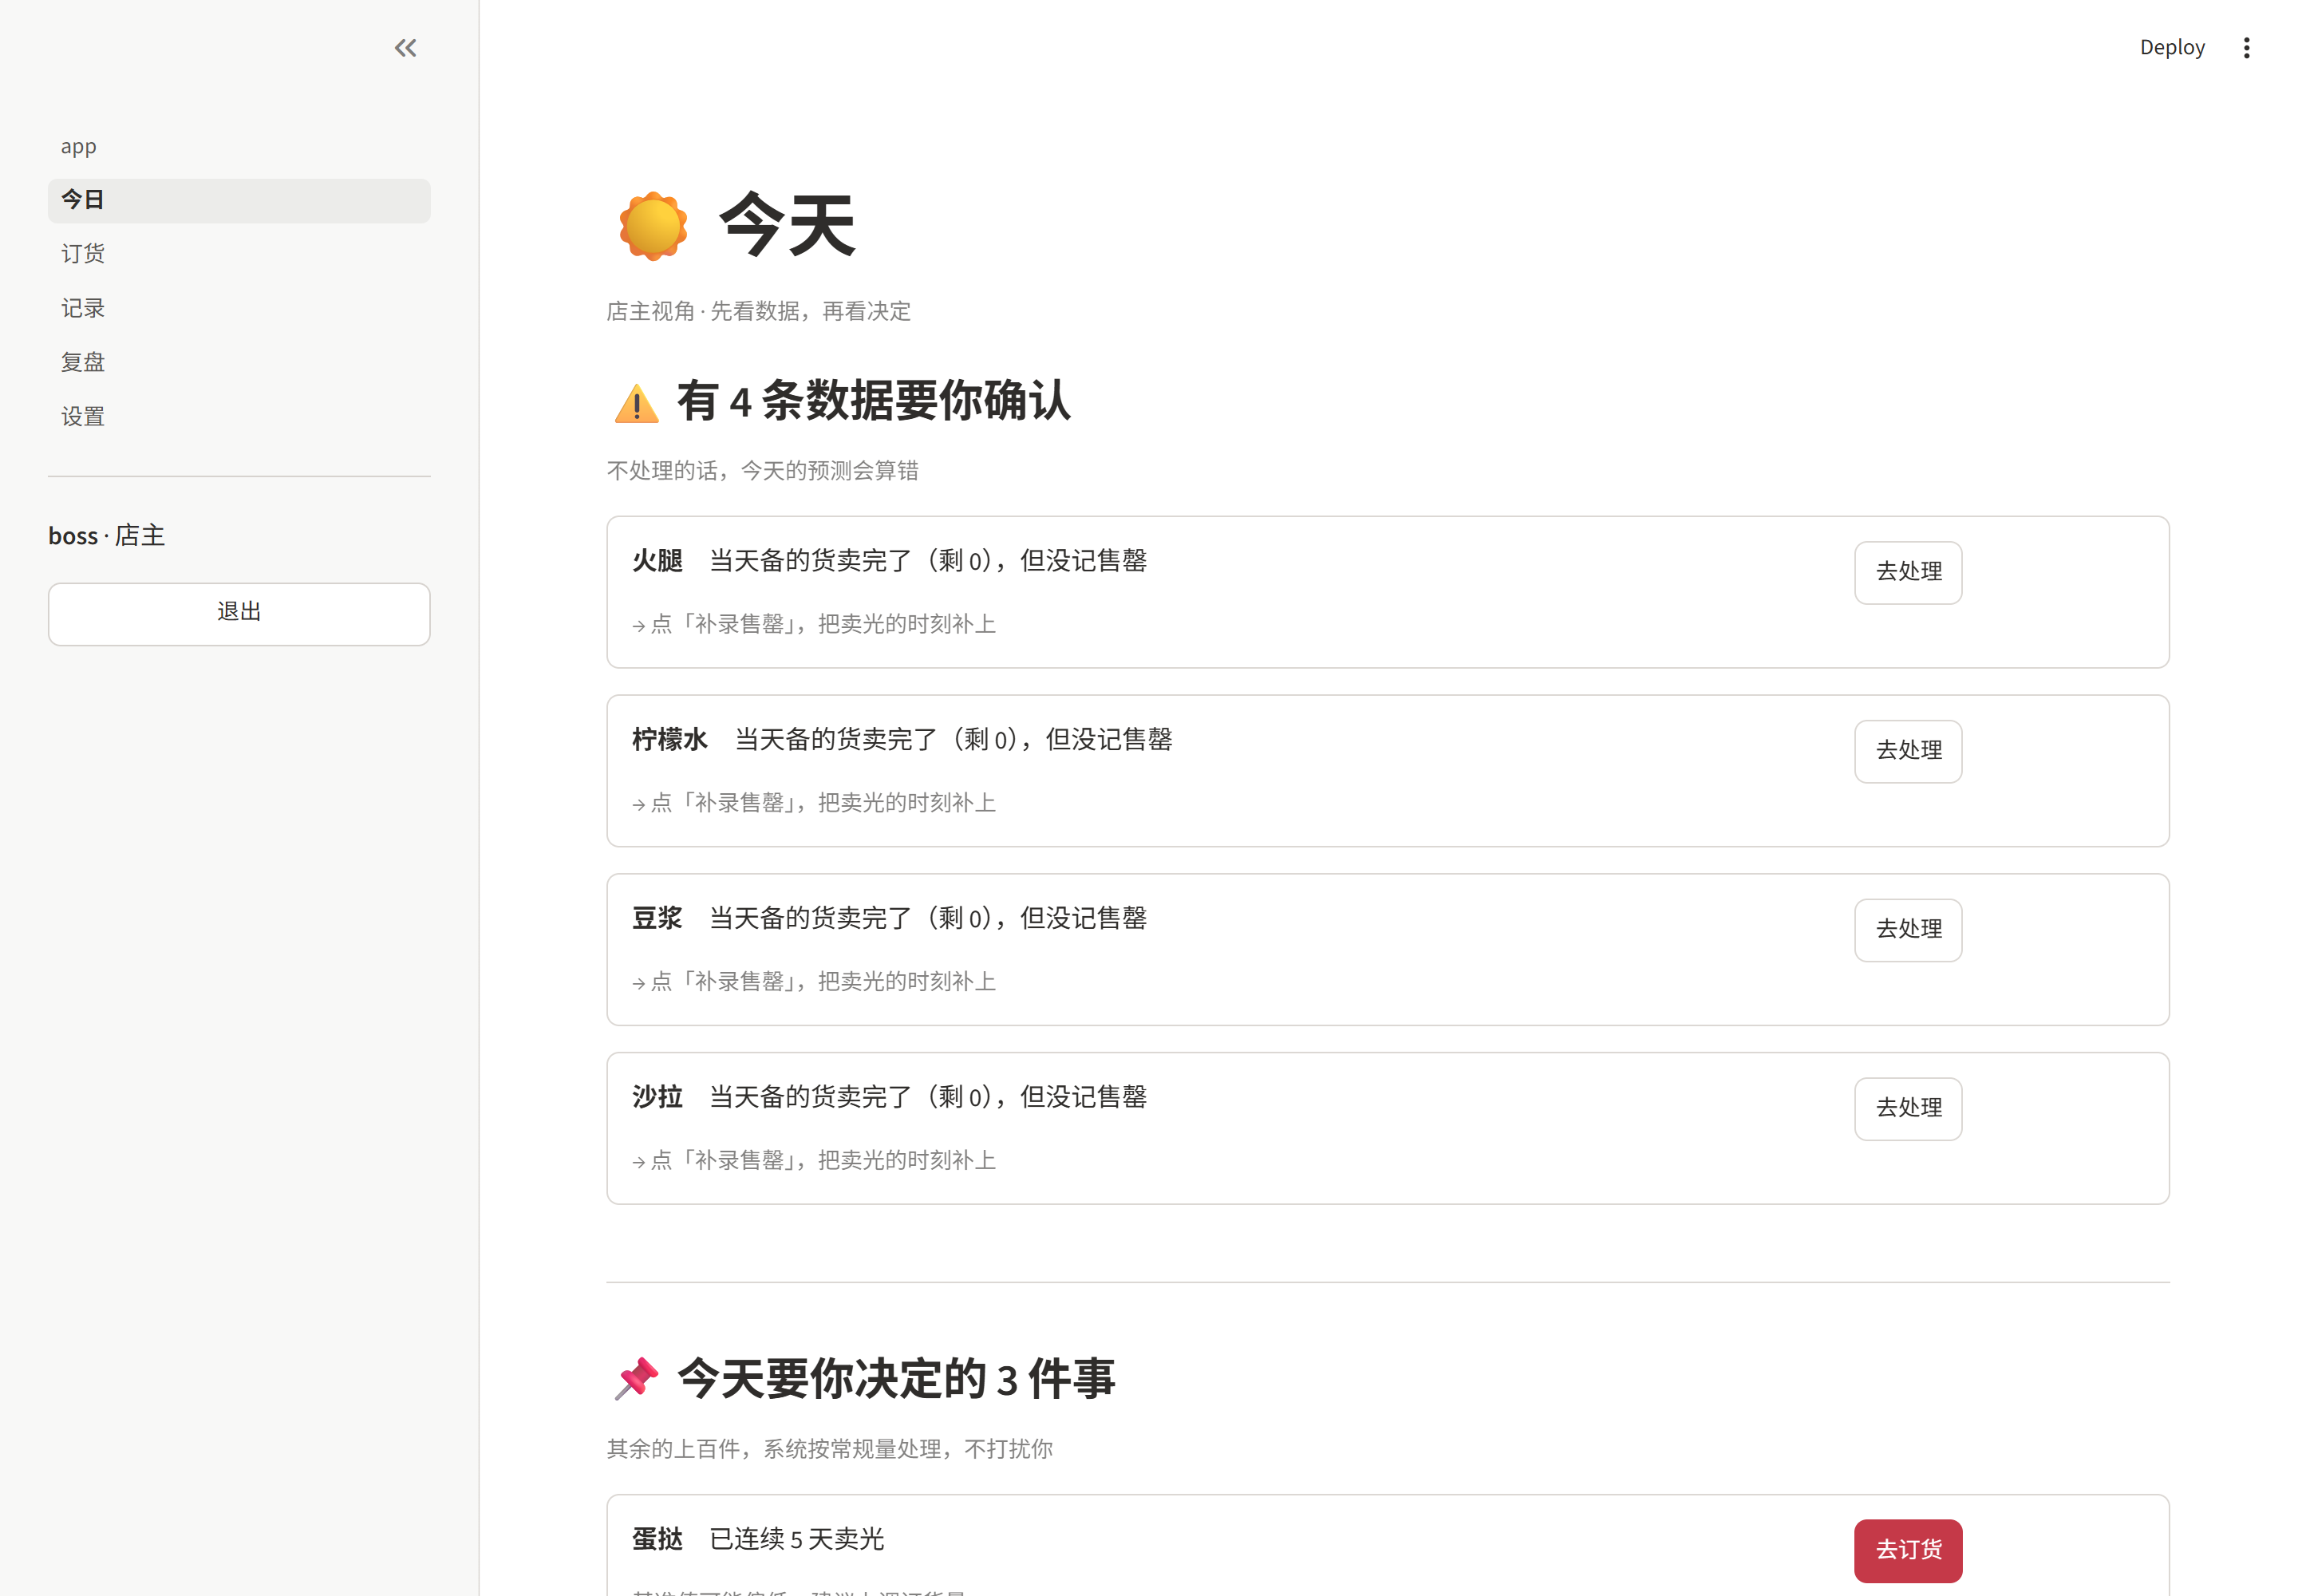 Deploy
app
今日
订货
记录
复盘
设置
boss · 店主
退出
今天
店主视角 · 先看数据，再看决定
有 4 条数据要你确认
不处理的话，今天的预测会算错
火腿 当天备的货卖完了（剩 0），但没记售罄
去处理
→ 点「补录售罄」，把卖光的时刻补上
柠檬水 当天备的货卖完了（剩 0），但没记售罄
去处理
→ 点「补录售罄」，把卖光的时刻补上
豆浆 当天备的货卖完了（剩 0），但没记售罄
去处理
→ 点「补录售罄」，把卖光的时刻补上
沙拉 当天备的货卖完了（剩 0），但没记售罄
去处理
→ 点「补录售罄」，把卖光的时刻补上
今天要你决定的 3 件事
其余的上百件，系统按常规量处理，不打扰你
蛋挞 已连续 5 天卖光
去订货